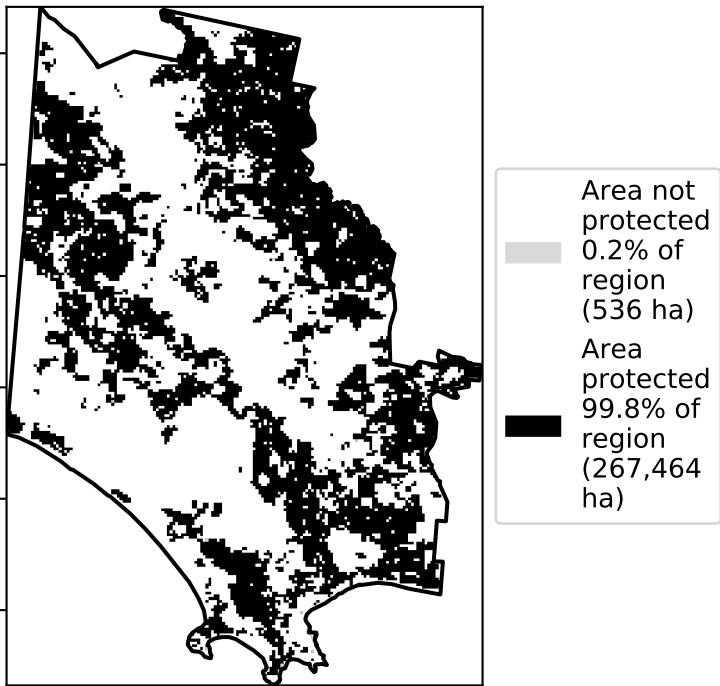 Area not
protected
0.2% of
region
(536 ha)
Area
protected
99.8% of
region
(267,464
ha)